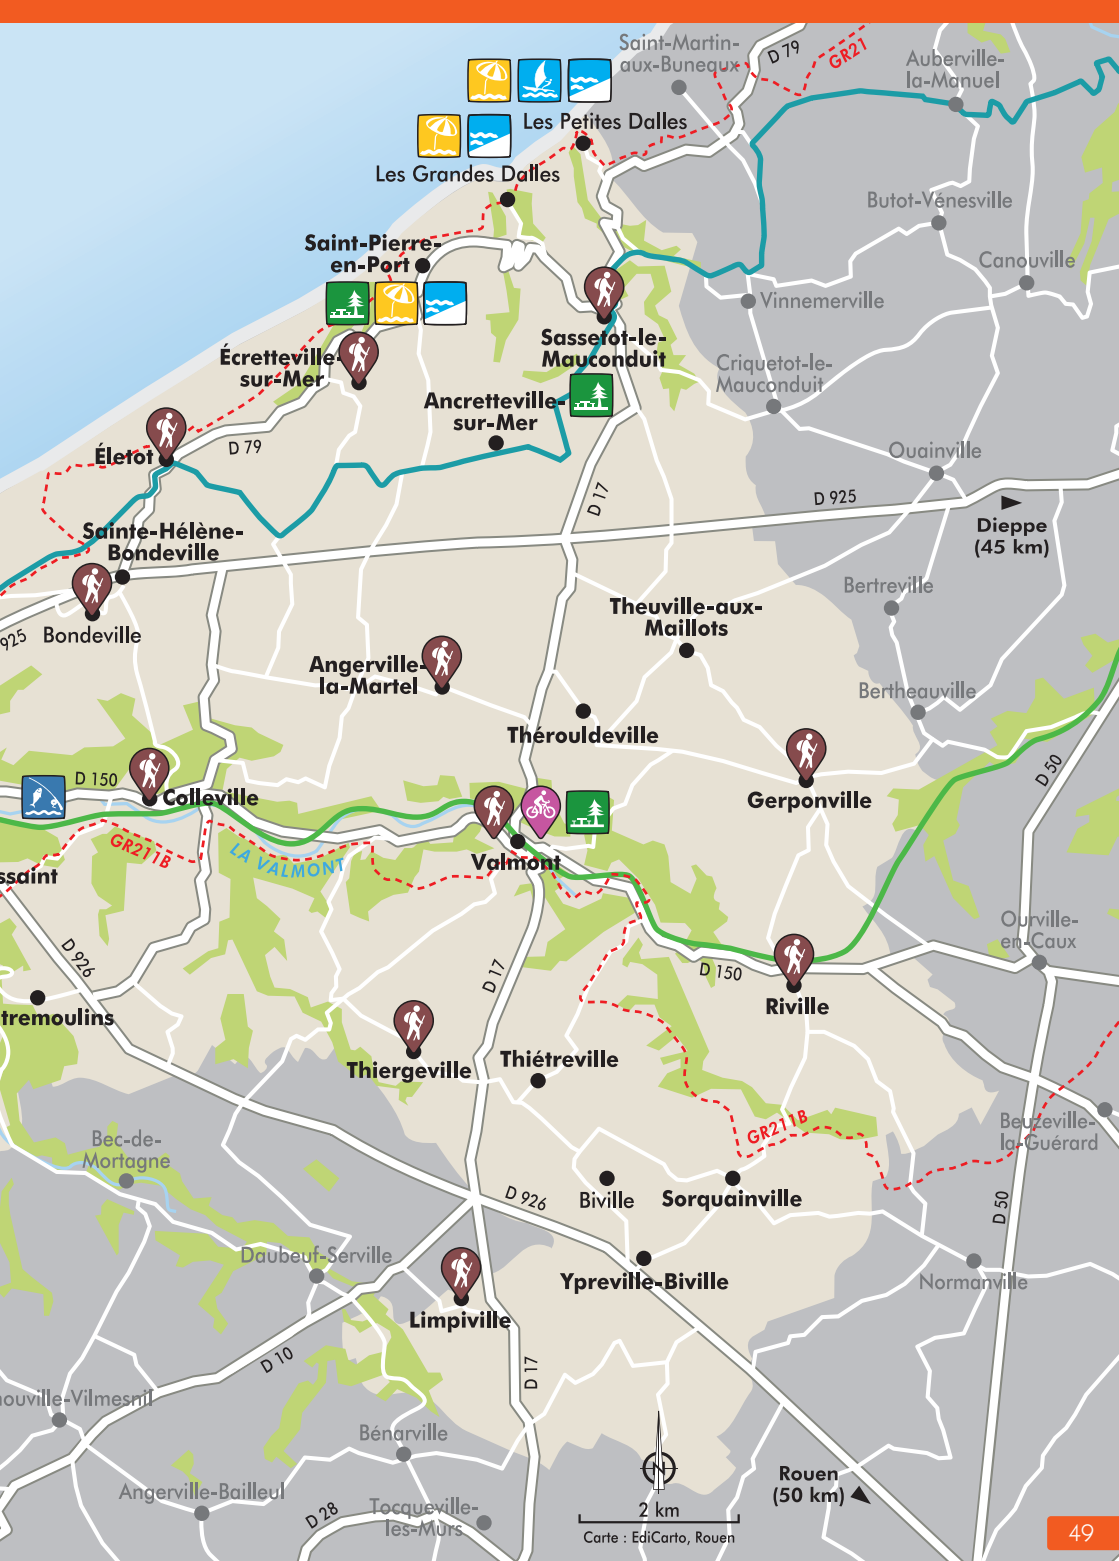 Saint-Martin-
aux-Buneaux
D 79
GR21
Auberville-
la-Manuel
Les Petites Dalles
Les Grandes Dalles
Butot-Vénesville
Saint-Pierre-
en-Port
Canouville
Vinnemerville
Sassetot-le-
Mauconduit
Écretteville-
sur-Mer
Criquetot-le-
Mauconduit
Ancretteville-
sur-Mer
Életot
D 79
Ouainville
D 17
D 925
Dieppe
(45 km)
Sainte-Hélène-
Bondeville
Bertreville
Theuville-aux-
Maillots
925
Bondeville
Angerville-
la-Martel
Bertheauville
Thérouldeville
D 150
Colleville
D 50
Gerponville
GR211B
LA VALMONT
Valmont
ssaint
Ourville-
en-Caux
D 926
D 17
D 150
Riville
tremoulins
Thiergeville
Thiétreville
GR211B
Beuzeville-
la-Guérard
Bec-de-
Mortagne
D 926
Biville
Sorquainville
D 50
Daubeuf-Serville
Ypreville-Biville
Normanville
Limpiville
D 10
D 17
nouville-Vilmesnil
Bénarville
N
Rouen
(50 km)
Angerville-Bailleul
D 28
Tocqueville-
les-Murs
2 km
Carte : EdiCarto, Rouen
49